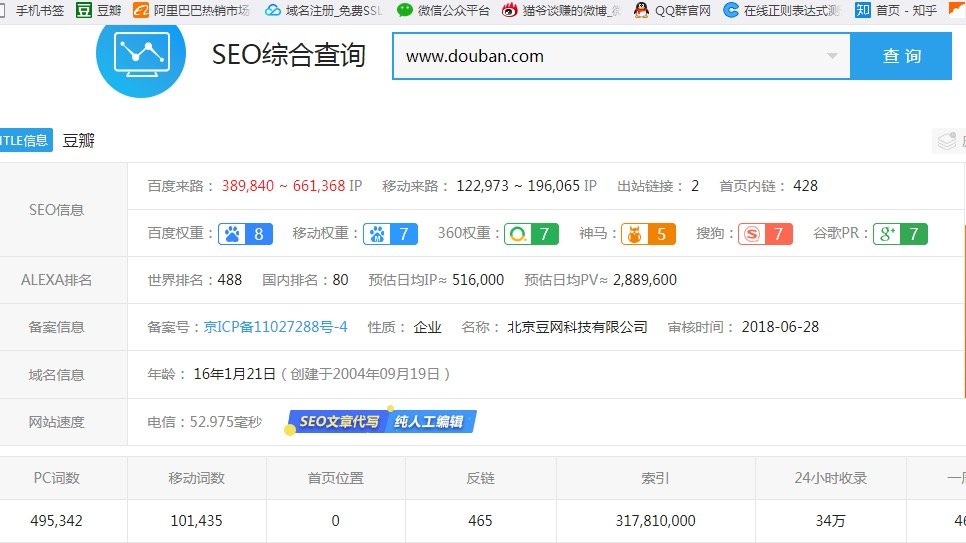 手机书签 豆瓣 阿里巴巴热销市场 域名注册_免费SSL 微信公众平台 猫爷谈赚的微博_微 QQ群官网 在线正则表达式测 首页 - 知乎
SEO综合查询 www.douban.com 查 询
ITLE信息 豆瓣
SEO信息
百度来路： 389,840 ~ 661,368 IP 移动来路： 122,973 ~ 196,065 IP 出站链接： 2 首页内链： 428
百度权重： 8 移动权重： 7 360权重： 7 神马： 5 搜狗： 7 谷歌PR： 7
ALEXA排名 世界排名：488 国内排名：80 预估日均IP≈ 516,000 预估日均PV≈ 2,889,600
备案信息 备案号：京ICP备11027288号-4 性质： 企业 名称： 北京豆网科技有限公司 审核时间： 2018-06-28
域名信息 年龄： 16年1月21日（创建于2004年09月19日）
网站速度 电信：52.975毫秒 SEO文章代写 纯人工编辑
PC词数 移动词数 首页位置 反链 索引 24小时收录 一
495,342 101,435 0 465 317,810,000 34万 46